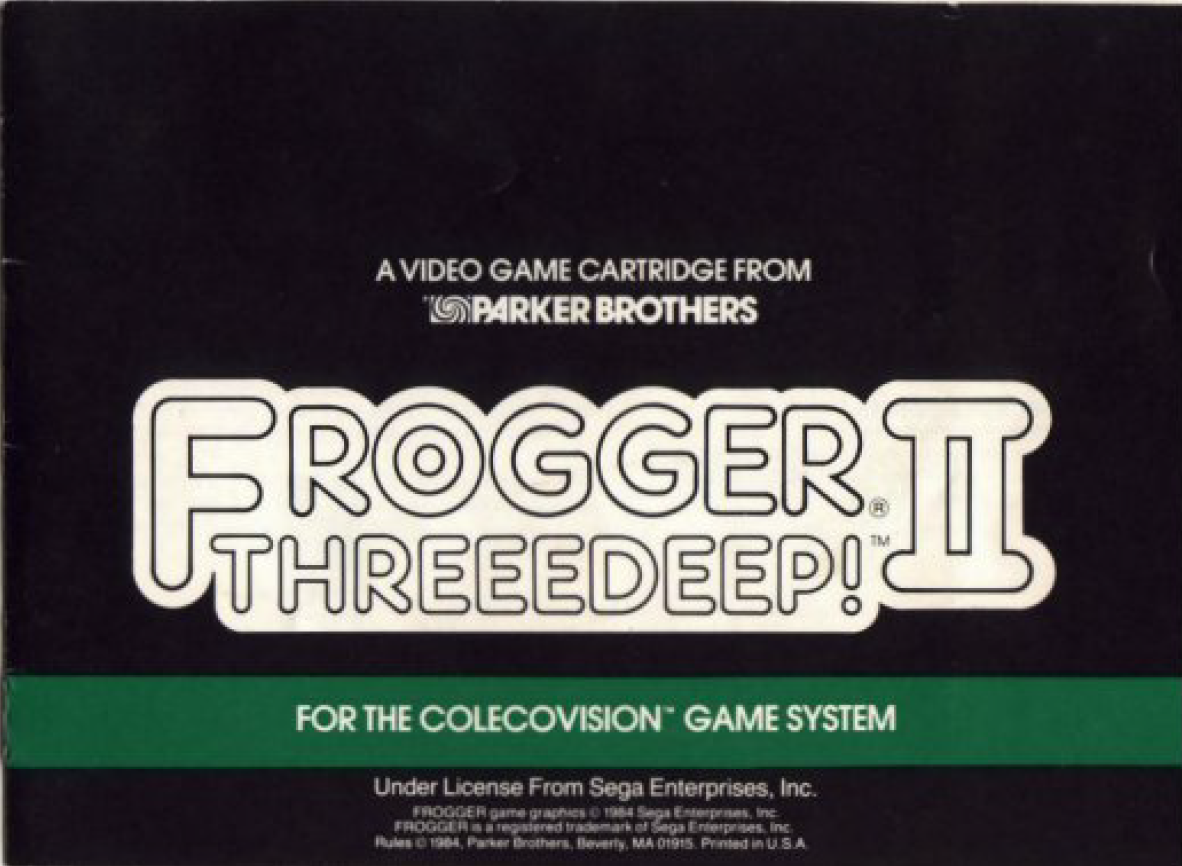 A VIDEO GAME CARTRIDGE FROM
PARKER BROTHERS
FROGGER® II
THREEEDEEP!™
FOR THE COLECOVISION™ GAME SYSTEM
Under License From Sega Enterprises, Inc.
FROGGER game graphics © 1984 Sega Enterprises, Inc.
FROGGER is a registered trademark of Sega Enterprises, Inc.
Rules © 1984, Parker Brothers, Beverly, MA 01915. Printed in U.S.A.